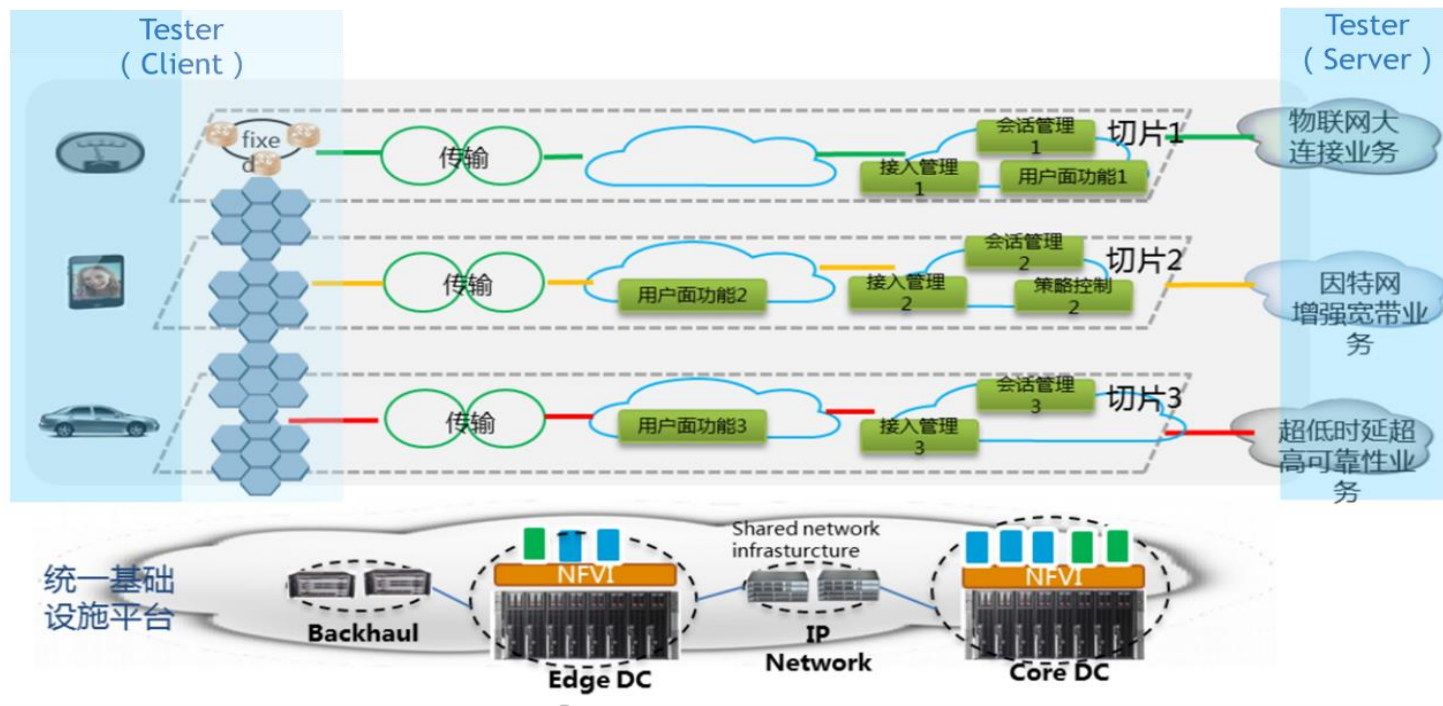 Tester
( Client )
Tester
( Server )
fixe
d
传输
会话管理
1
切片1
接入管理
1
用户面功能1
物联网大
连接业务
传输
用户面功能2
会话管理
2
切片2
接入管理
2
策略控制
2
因特网
增强宽带业
务
传输
用户面功能3
会话管理
3
切片3
接入管理
3
超低时延超
高可靠性业
务
统一基础
设施平台
Backhaul
NFVI
Edge DC
Shared network
infrasturcture
IP
Network
NFVI
Core DC